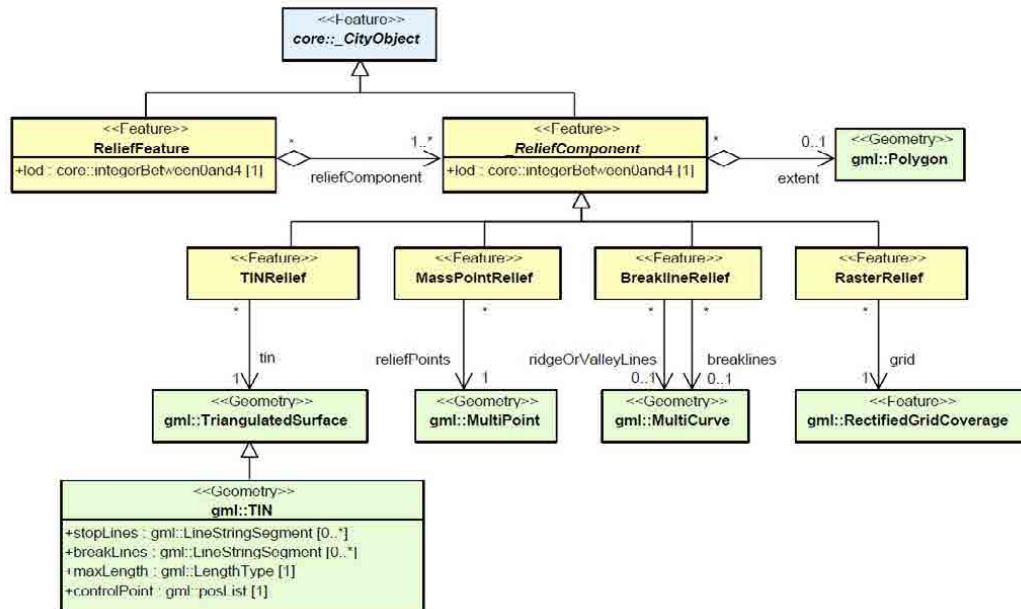 <<Feature>>
core::_CityObject
<<Feature>>
ReliefFeature
+lod : core::integerBetween0and4 [1]
*
1..*
reliefComponent
<<Feature>>
_ReliefComponent
+lod : core::integerBetween0and4 [1]
*
0..1
extent
<<Geometry>>
gml::Polygon
<<Feature>>
TINRelief
<<Feature>>
MassPointRelief
<<Feature>>
BreaklineRelief
<<Feature>>
RasterRelief
*
*
*
*
*
tin
reliefPoints
ridgeOrValleyLines
breaklines
grid
1
1
0..1
0..1
1
<<Geometry>>
gml::TriangulatedSurface
<<Geometry>>
gml::MultiPoint
<<Geometry>>
gml::MultiCurve
<<Feature>>
gml::RectifiedGridCoverage
<<Geometry>>
gml::TIN
+stopLines : gml::LineStringSegment [0..*]
+breakLines : gml::LineStringSegment [0..*]
+maxLength : gml::LengthType [1]
+controlPoint : gml::posList [1]